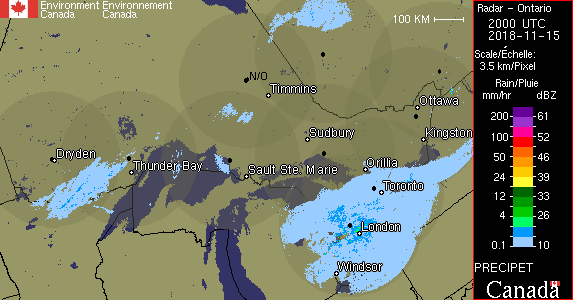 Environment Environnement
Canada Canada
100 KM
N/O
Timmins
Ottawa
Sudbury
Kingston
Dryden
Thunder Bay
Sault Ste. Marie
Orillia
Toronto
London
Windsor
Radar - Ontario
2000 UTC
2018-11-15
Scale/Échelle:
3.5 km/Pixel
Rain/Pluie
mm/hr dBZ
200 61
100 52
50 46
24 39
12 33
4 26
0.1 10
PRECIPET
Canada